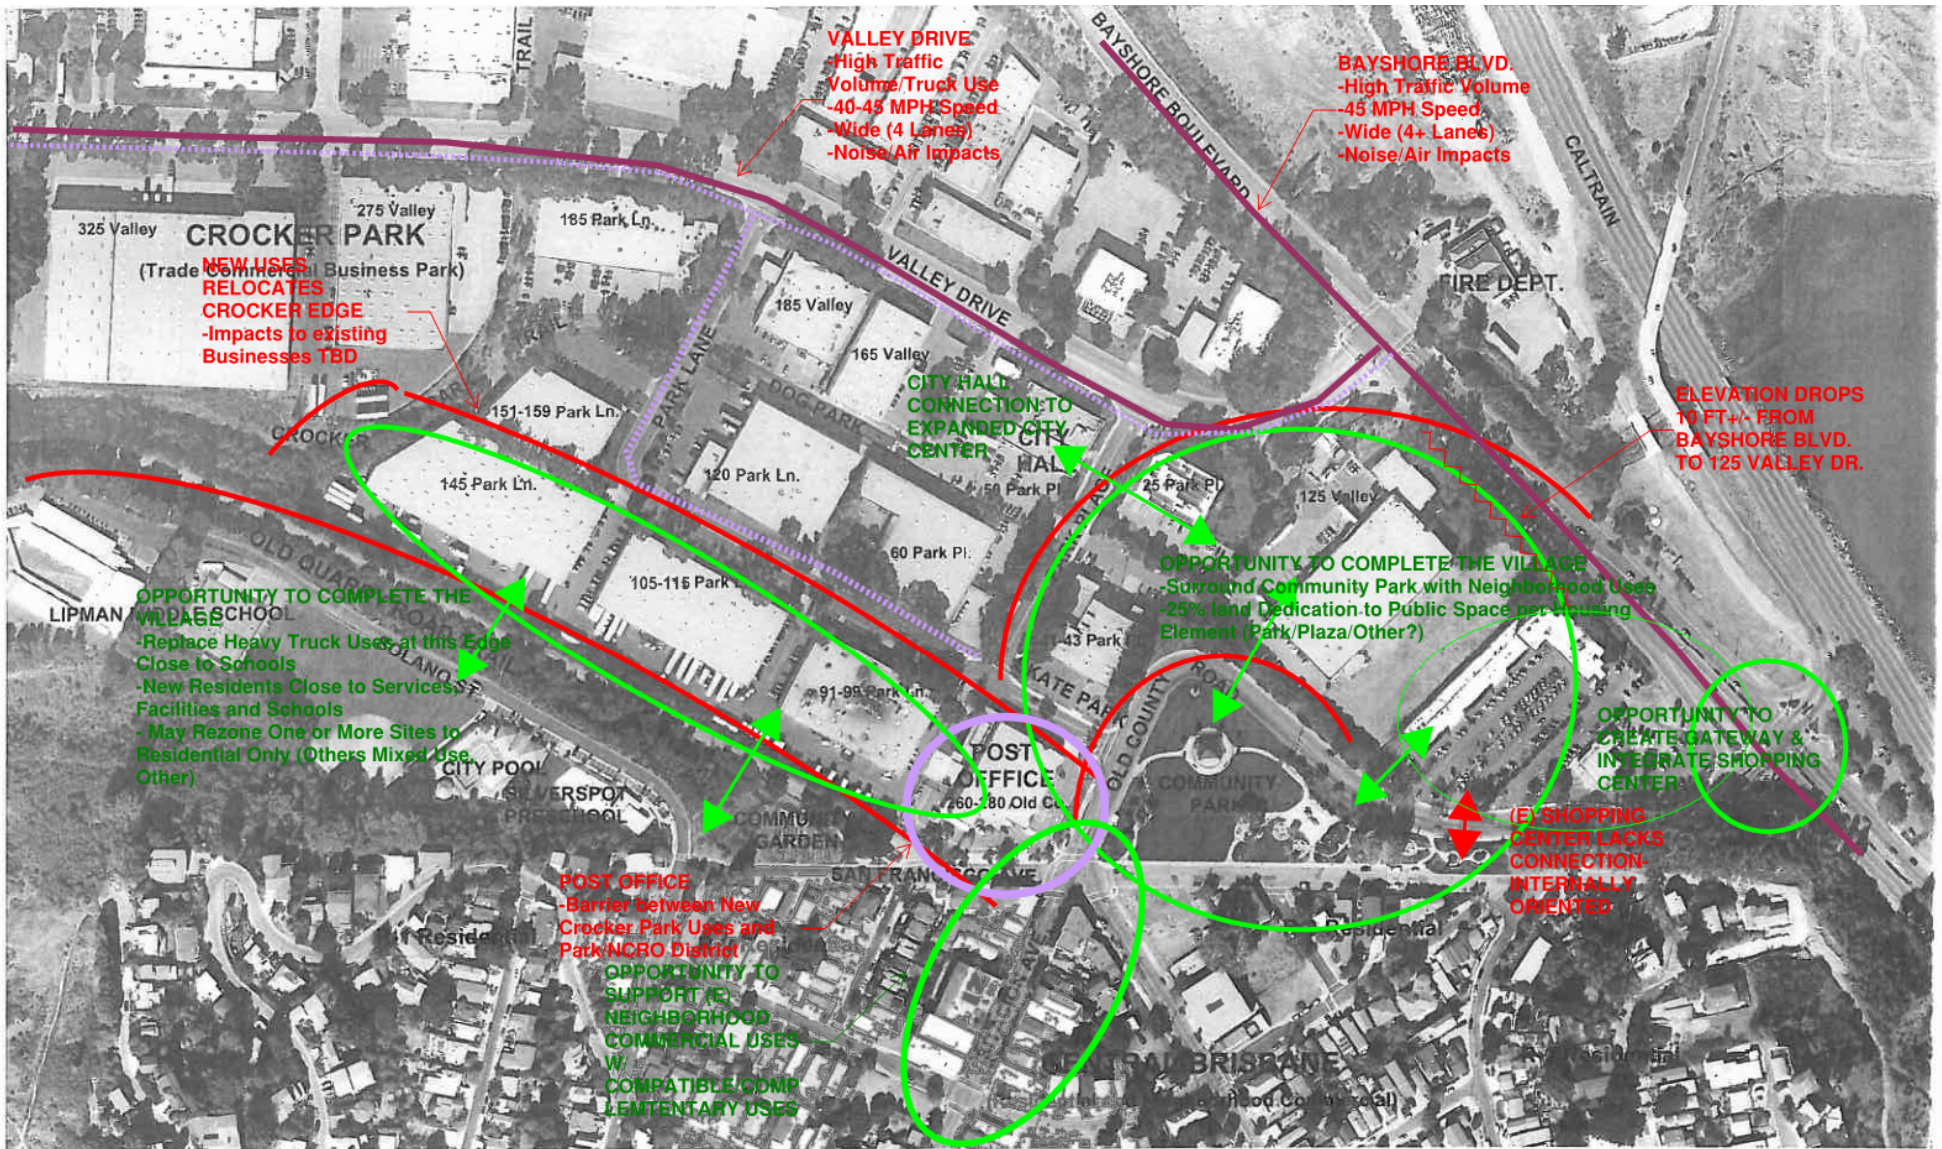 TRAIL
VALLEY DRIVE
-High Traffic
Volume/Truck Use
-40-45 MPH Speed
-Wide (4 Lanes)
-Noise/Air Impacts
BAYSHORE BOULEVARD
BAYSHORE BLVD.
-High Traffic Volume
-45 MPH Speed
-Wide (4+ Lanes)
-Noise/Air Impacts
CALTRAIN
325 Valley
275 Valley
185 Park Ln.
CROCKER PARK
(Trade Commercial Business Park)
NEW USES
RELOCATES
CROCKER EDGE
-Impacts to existing
Businesses TBD
TRAIL
VALLEY DRIVE
FIRE DEPT.
185 Valley
165 Valley
PARK LANE
DOG PARK
CROCKER
151-159 Park Ln.
CITY HALL
CONNECTION TO
EXPANDED CITY
CENTER
CITY
HALL
50 Park Pl
ELEVATION DROPS
10 FT+/- FROM
BAYSHORE BLVD.
TO 125 VALLEY DR.
145 Park Ln.
120 Park Ln.
25 Park Pl.
125 Valley
60 Park Pl.
105-115 Park L
OLD QUARRY ROAD
TRAIL
SOLANO ST.
LIPMAN MIDDLE SCHOOL
OPPORTUNITY TO COMPLETE THE
VILLAGE
-Replace Heavy Truck Uses at this Edge
Close to Schools
-New Residents Close to Services,
Facilities and Schools
- May Rezone One or More Sites to
Residential Only (Others Mixed Use,
Other)
OPPORTUNITY TO COMPLETE THE VILLAGE
-Surround Community Park with Neighborhood Uses
-25% land Dedication to Public Space per Housing
Element (Park/Plaza/Other?)
-43 Park
91-99 Park Ln.
SKATE PARK
OLD COUNTY
ROAD
POST
OFFFICE
260-280 Old Co.
COMMUNITY
PARK
OPPORTUNITY TO
CREATE GATEWAY &
INTEGRATE SHOPPING
CENTER
CITY POOL
SILVERSPOT
PRESCHOOL
COMMUNITY
GARDEN
(E) SHOPPING
CENTER LACKS
CONNECTION-
INTERNALLY
ORIENTED
SAN FRANCISCO AVE
POST OFFICE
-Barrier between New
Crocker Park Uses and
Park/NCRO District
Residential
Residential
Residential
OPPORTUNITY TO
SUPPORT (E)
NEIGHBORHOOD
COMMERCIAL USES
W/
COMPATIBLE/COMP
LEMTENTARY USES
CENTRAL BRISBANE
Residential